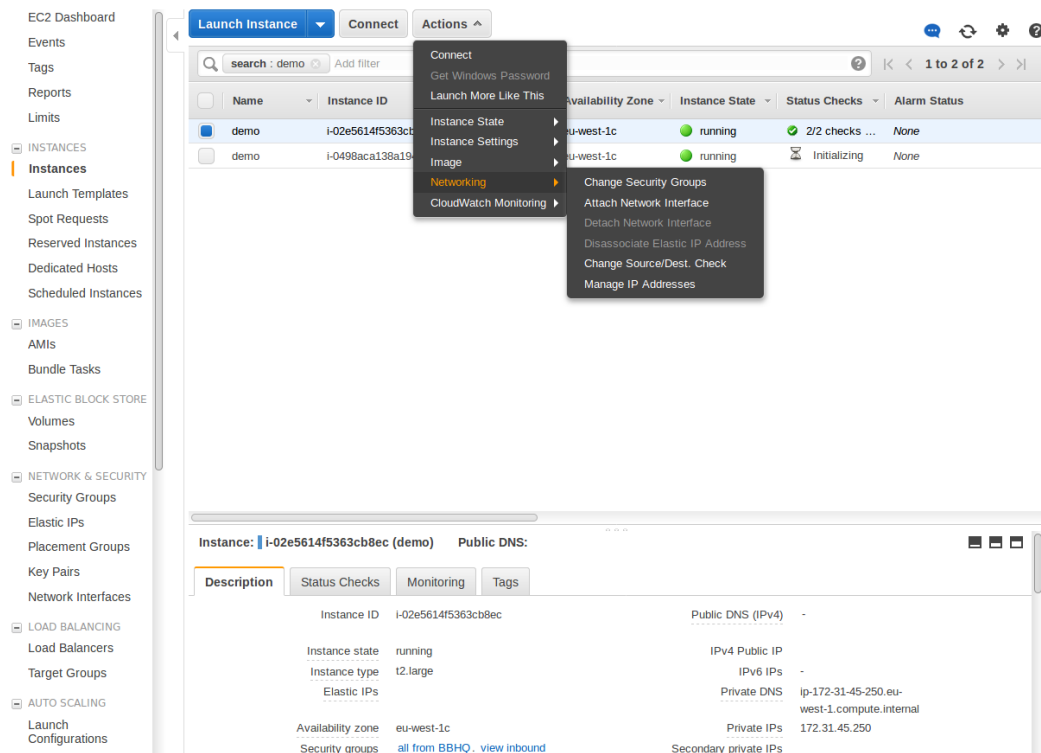 EC2 Dashboard
Events
Tags
Reports
Limits
INSTANCES
Instances
Launch Templates
Spot Requests
Reserved Instances
Dedicated Hosts
Scheduled Instances
IMAGES
AMIs
Bundle Tasks
ELASTIC BLOCK STORE
Volumes
Snapshots
NETWORK & SECURITY
Security Groups
Elastic IPs
Placement Groups
Key Pairs
Network Interfaces
LOAD BALANCING
Load Balancers
Target Groups
AUTO SCALING
Launch
Configurations
Launch Instance Connect Actions
search : demo Add filter 1 to 2 of 2
Name Instance ID Availability Zone Instance State Status Checks Alarm Status
demo i-02e5614f5363cb eu-west-1c running 2/2 checks ... None
demo i-0498aca138a19 eu-west-1c running Initializing None
Connect
Get Windows Password
Launch More Like This
Instance State
Instance Settings
Image
Networking
CloudWatch Monitoring
Change Security Groups
Attach Network Interface
Detach Network Interface
Disassociate Elastic IP Address
Change Source/Dest. Check
Manage IP Addresses
Instance: i-02e5614f5363cb8ec (demo) Public DNS:
Description Status Checks Monitoring Tags
Instance ID i-02e5614f5363cb8ec Public DNS (IPv4) -
Instance state running IPv4 Public IP
Instance type t2.large IPv6 IPs -
Elastic IPs Private DNS ip-172-31-45-250.eu-
west-1.compute.internal
Availability zone eu-west-1c Private IPs 172.31.45.250
Security groups all from BBHQ. view inbound Secondary private IPs